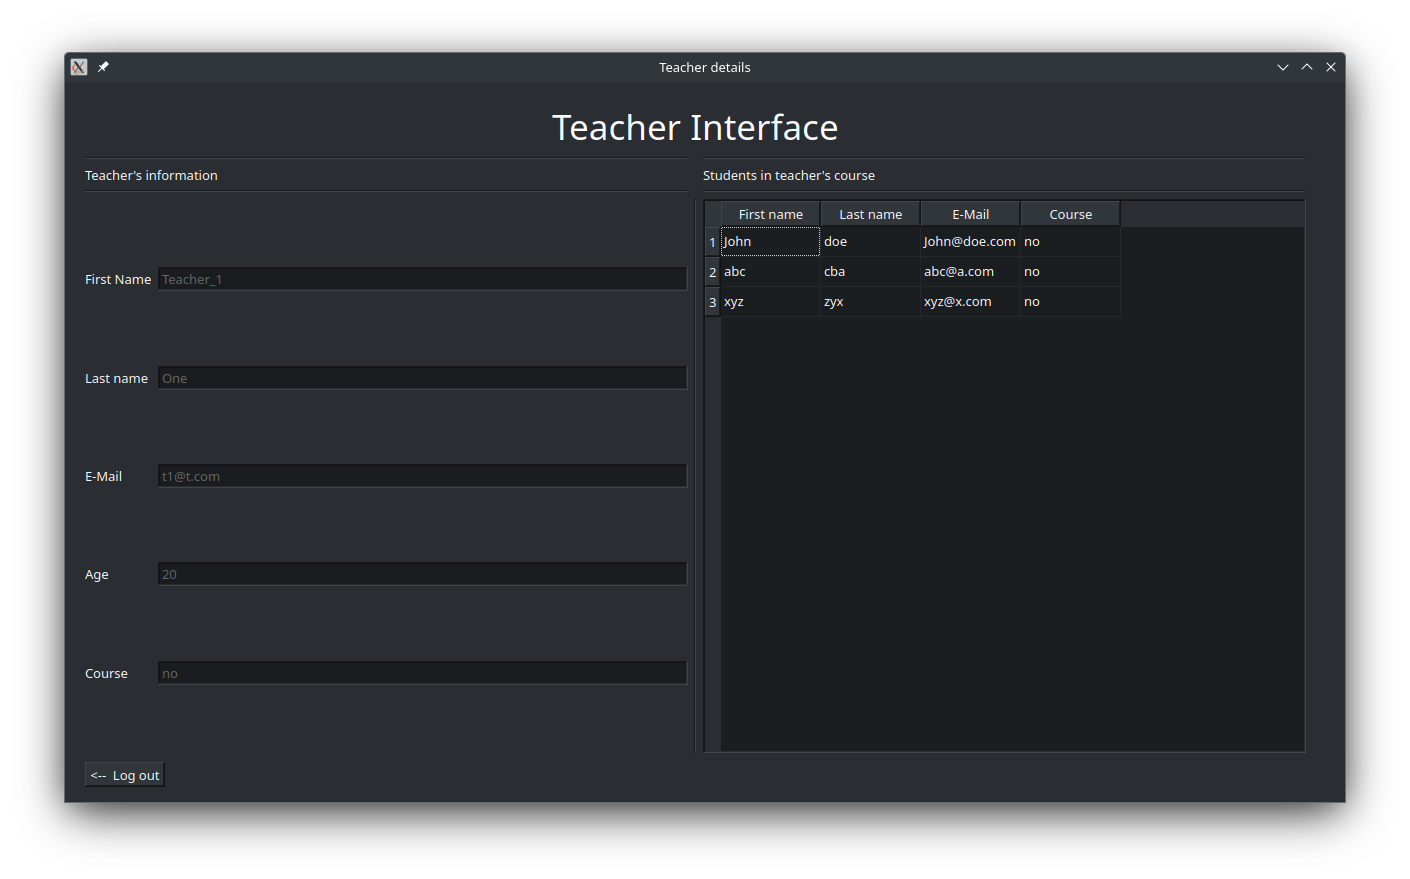 Teacher details
Teacher Interface
Teacher's information
First Name Teacher_1
Last name One
E-Mail t1@t.com
Age 20
Course no
<-- Log out
Students in teacher's course
First name Last name E-Mail Course
1 John doe John@doe.com no
2 abc cba abc@a.com no
3 xyz zyx xyz@x.com no